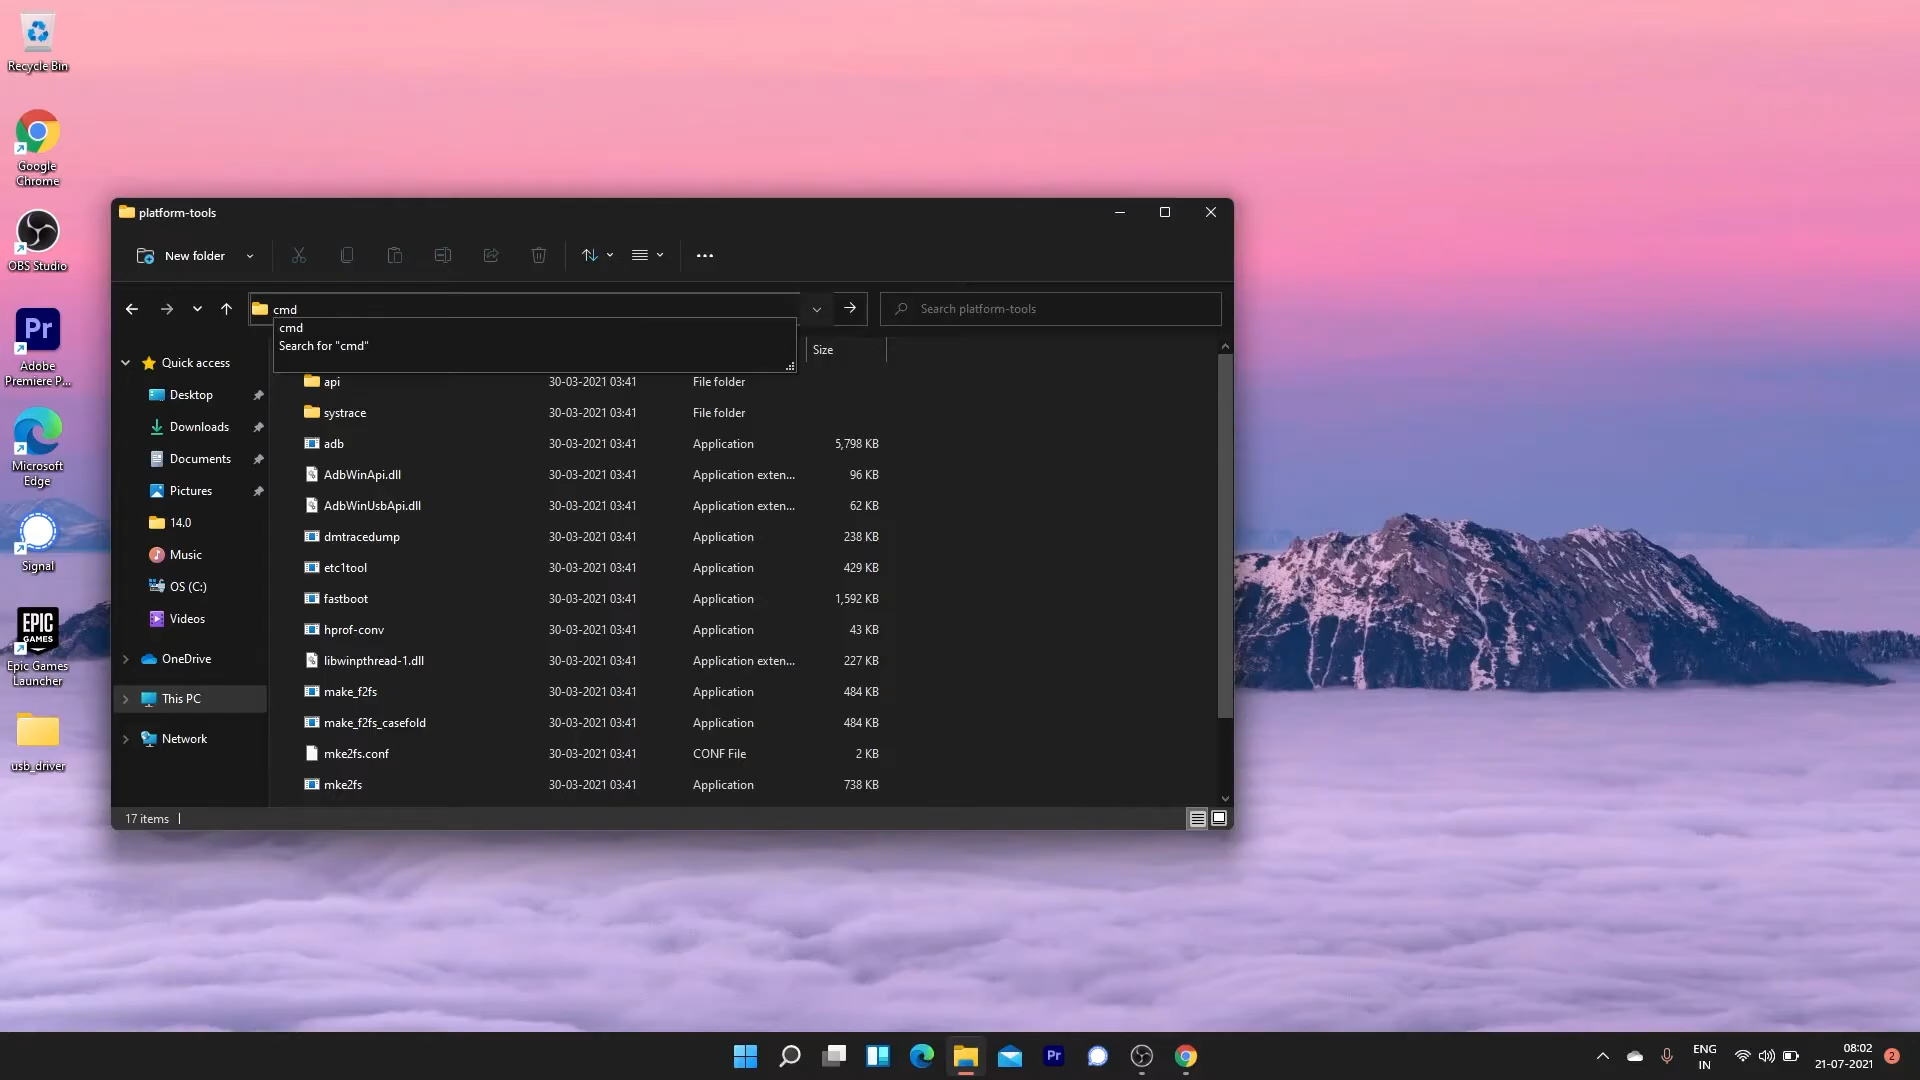 Recycle Bin
Google
Chrome
OBS Studio
Pr
Adobe
Premiere P...
Microsoft
Edge
Signal
EPIC
GAMES
Epic Games
Launcher
usb_driver
platform-tools
New folder
cmd
Search platform-tools
cmd
Search for "cmd"
Size
Quick access
Desktop
Downloads
Documents
Pictures
14.0
Music
OS (C:)
Videos
OneDrive
This PC
Network
api 30-03-2021 03:41 File folder
systrace 30-03-2021 03:41 File folder
adb 30-03-2021 03:41 Application 5,798 KB
AdbWinApi.dll 30-03-2021 03:41 Application exten... 96 KB
AdbWinUsbApi.dll 30-03-2021 03:41 Application exten... 62 KB
dmtracedump 30-03-2021 03:41 Application 238 KB
etc1tool 30-03-2021 03:41 Application 429 KB
fastboot 30-03-2021 03:41 Application 1,592 KB
hprof-conv 30-03-2021 03:41 Application 43 KB
libwinpthread-1.dll 30-03-2021 03:41 Application exten... 227 KB
make_f2fs 30-03-2021 03:41 Application 484 KB
make_f2fs_casefold 30-03-2021 03:41 Application 484 KB
mke2fs.conf 30-03-2021 03:41 CONF File 2 KB
mke2fs 30-03-2021 03:41 Application 738 KB
17 items
Pr
ENG
IN
08:02
21-07-2021
2